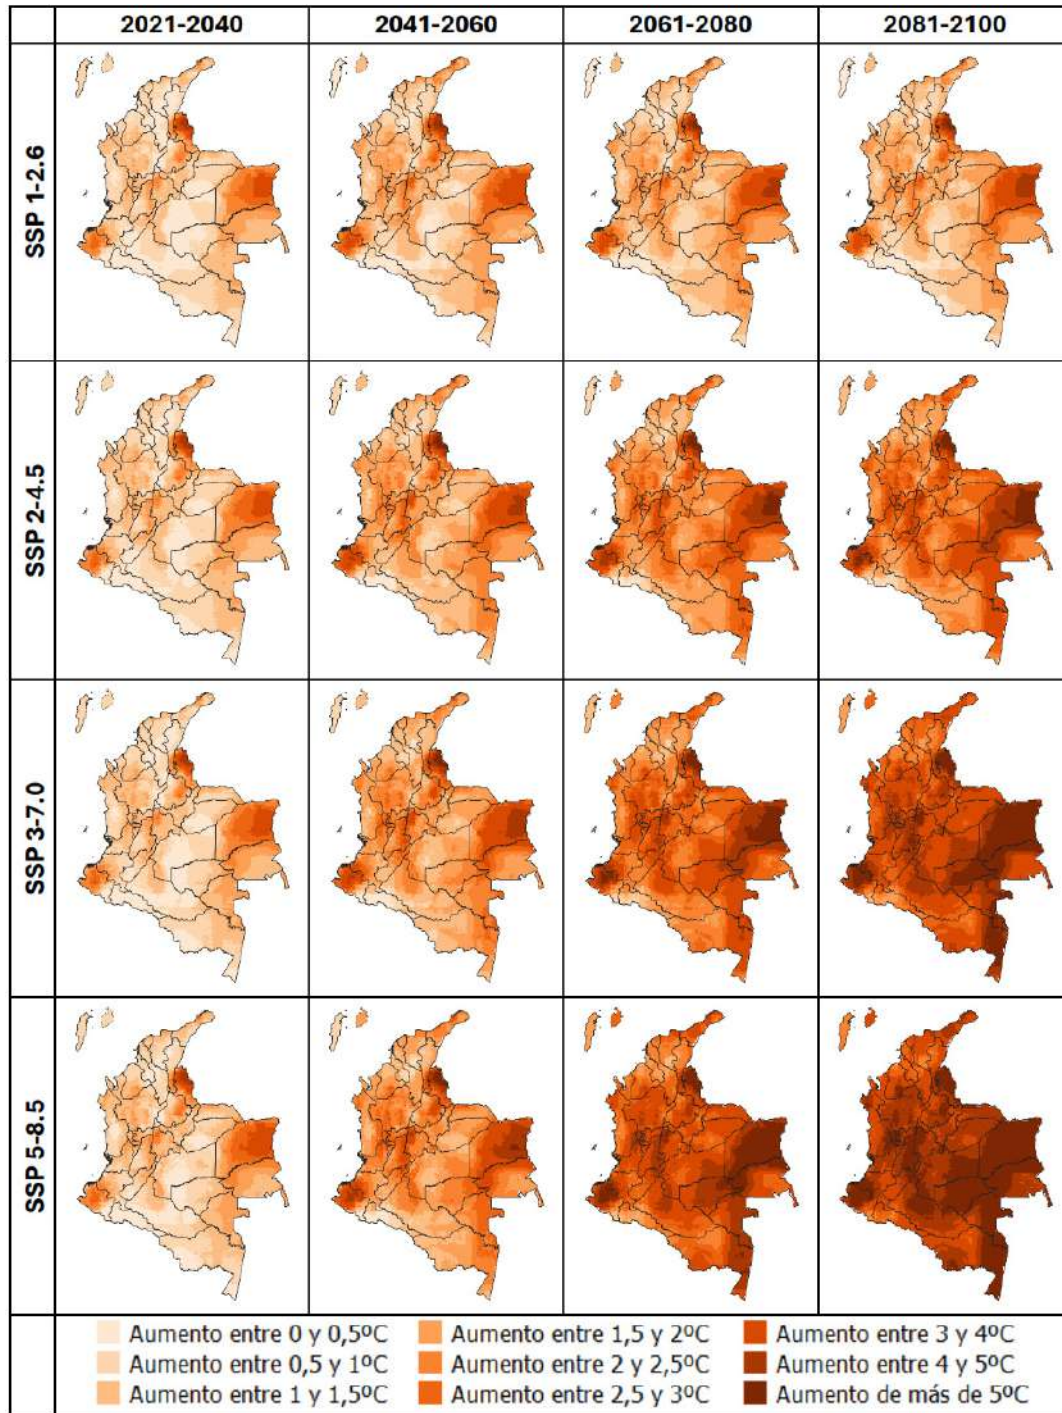 2021-2040 2041-2060 2061-2080 2081-2100
SSP 1-2.6
SSP 2-4.5
SSP 3-7.0
SSP 5-8.5
Aumento entre 0 y 0,5ºC Aumento entre 1,5 y 2ºC Aumento entre 3 y 4ºC
Aumento entre 0,5 y 1ºC Aumento entre 2 y 2,5ºC Aumento entre 4 y 5ºC
Aumento entre 1 y 1,5ºC Aumento entre 2,5 y 3ºC Aumento de más de 5ºC